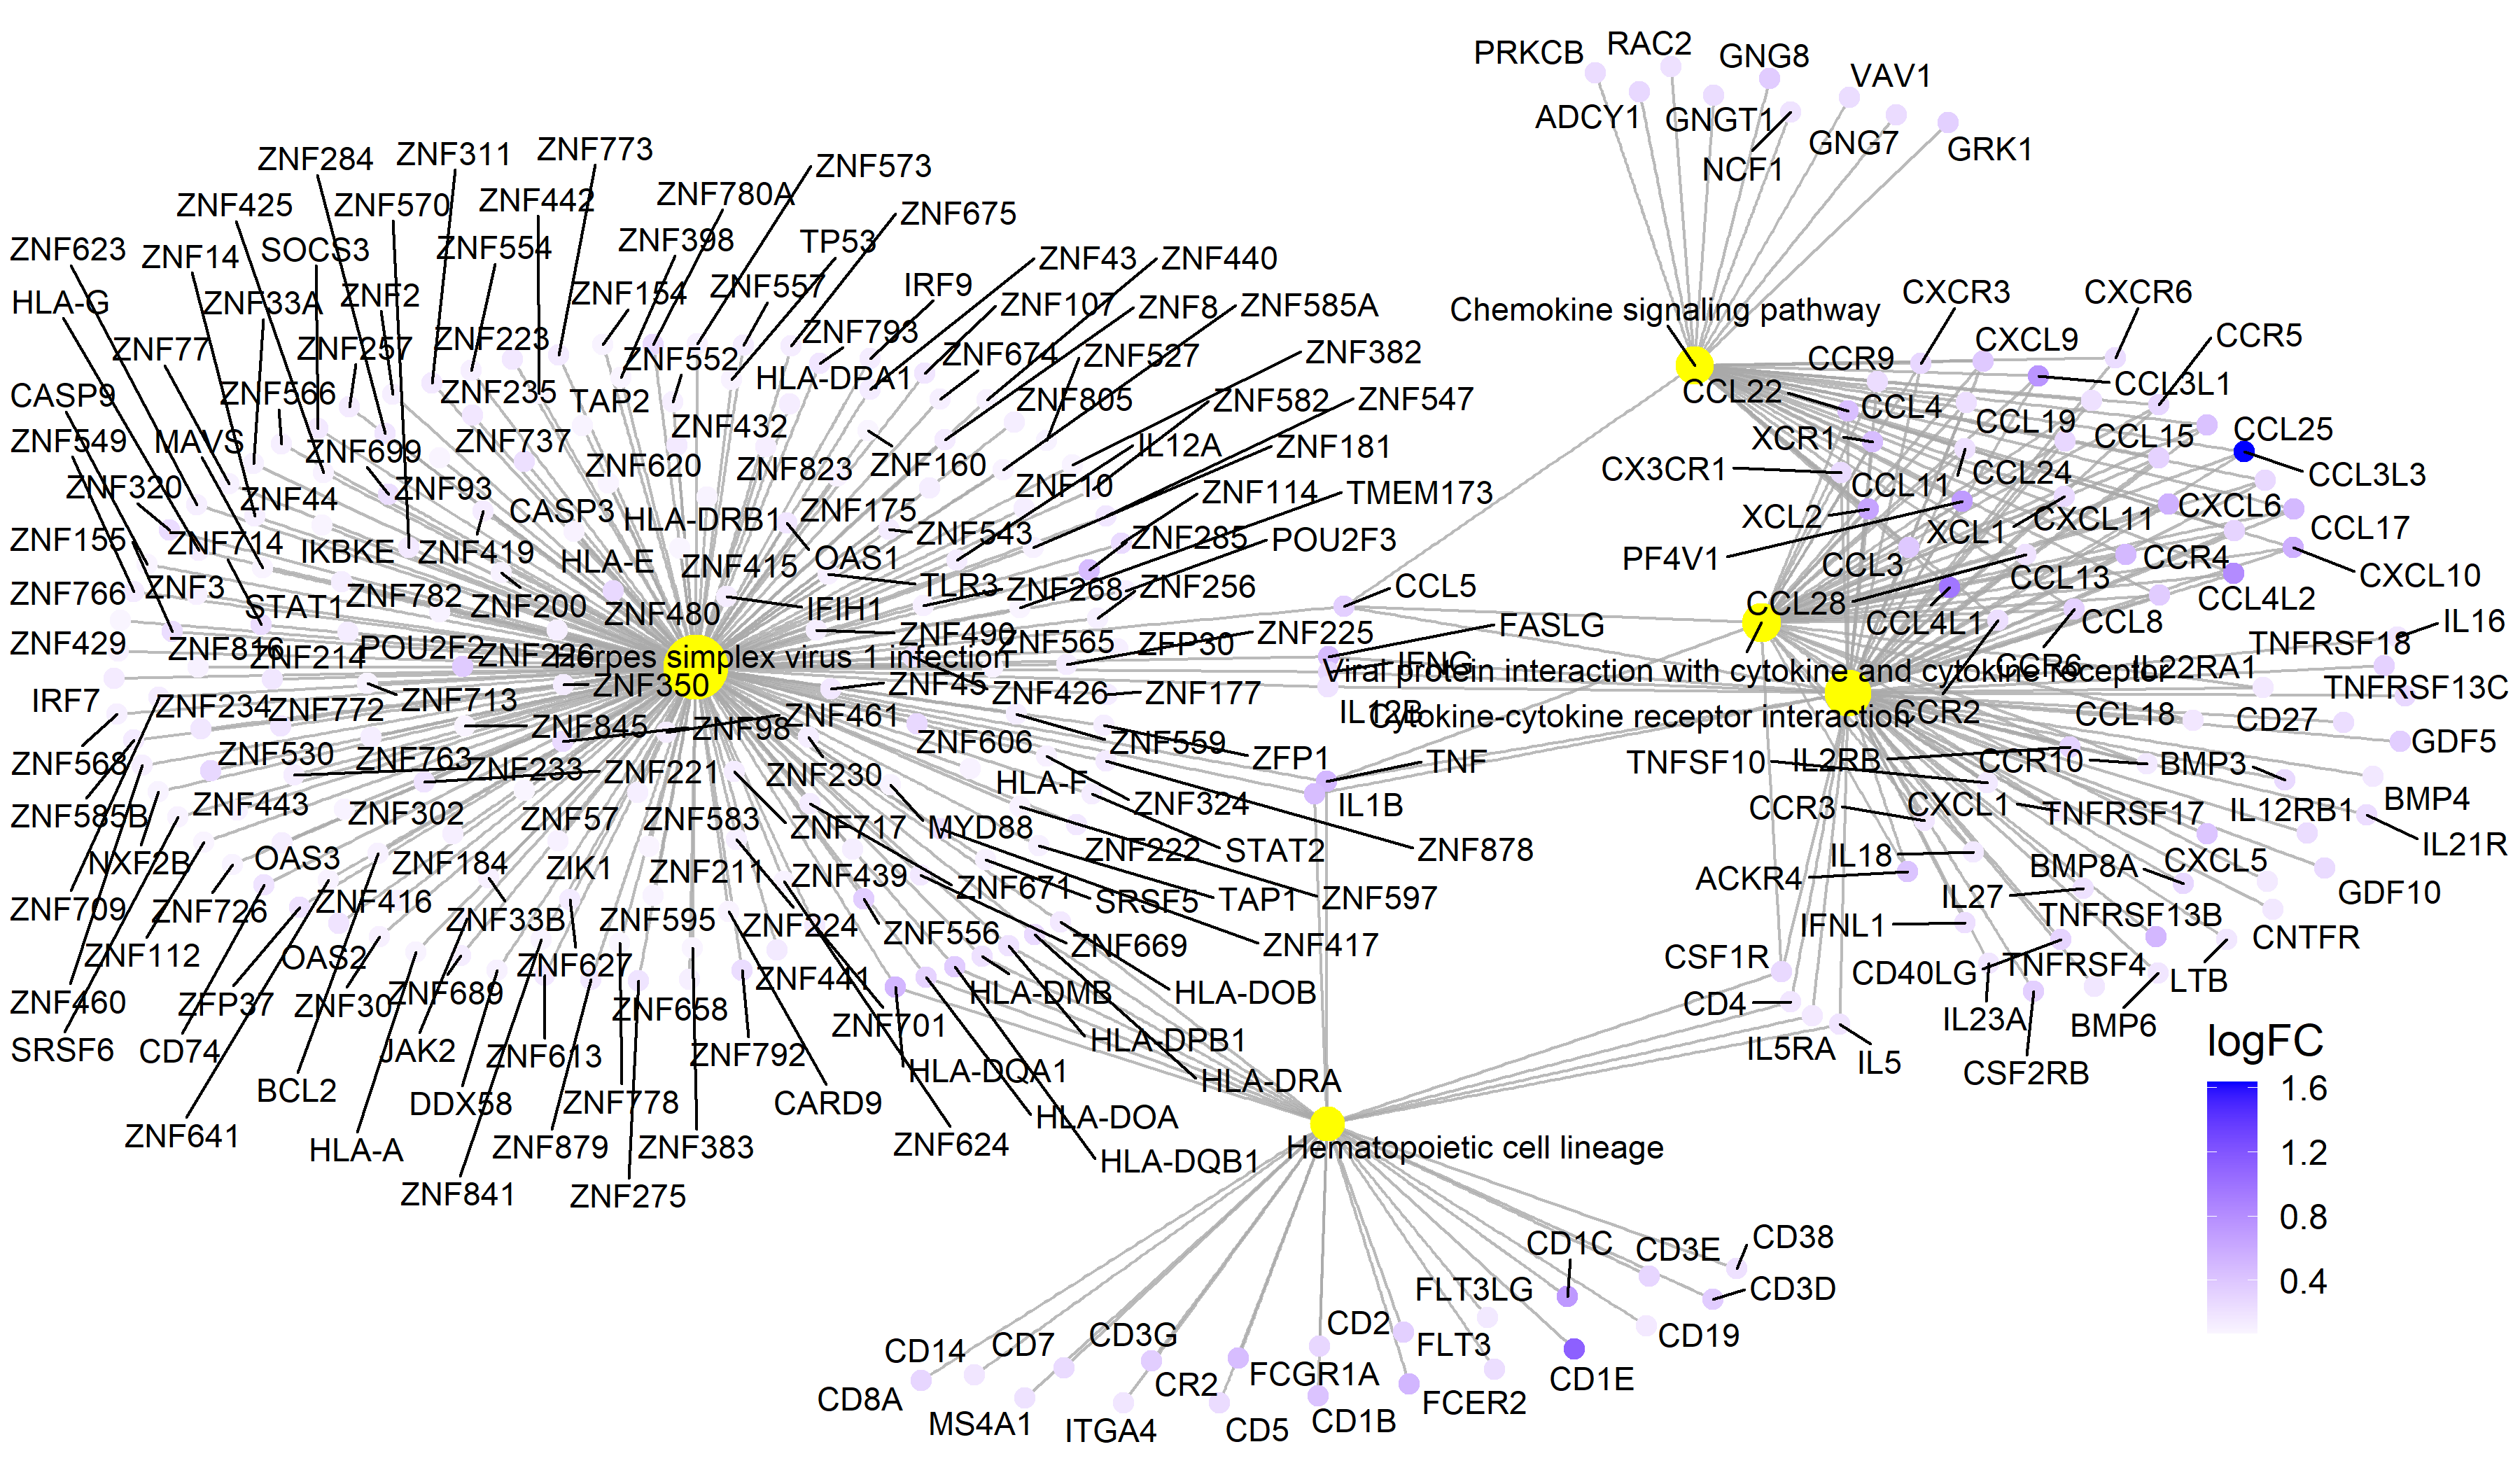 PRKCB
RAC2
GNG8
VAV1
ADCY1
GNGT1
NCF1
GNG7
GRK1
ZNF284
ZNF311
ZNF773
ZNF573
ZNF425
ZNF570
ZNF442
ZNF780A
ZNF675
ZNF623
ZNF14
SOCS3
ZNF554
ZNF398
TP53
ZNF43
ZNF440
HLA-G
ZNF33A
ZNF2
ZNF154
ZNF557
IRF9
ZNF107
ZNF8
ZNF585A
Chemokine signaling pathway
CXCR3
CXCR6
ZNF77
ZNF257
ZNF223
ZNF552
ZNF793
ZNF674
ZNF527
ZNF382
CCR9
CXCL9
CCR5
CASP9
ZNF566
ZNF235
TAP2
HLA-DPA1
ZNF805
ZNF582
ZNF547
CCL22
CCL4
CCL3L1
ZNF549
MAVS
ZNF699
ZNF737
ZNF432
IL12A
ZNF181
XCR1
CCL19
CCL15
CCL25
ZNF320
ZNF44
ZNF93
ZNF620
ZNF823
ZNF160
ZNF10
ZNF114
TMEM173
CX3CR1
CCL11
CCL24
CCL3L3
ZNF155
ZNF714
IKBKE
ZNF419
CASP3
HLA-DRB1
ZNF175
ZNF543
ZNF285
POU2F3
XCL2
XCL1
CXCL11
CXCL6
CCL17
ZNF766
ZNF3
STAT1
ZNF782
ZNF200
HLA-E
ZNF415
OAS1
TLR3
ZNF268
ZNF256
CCL5
PF4V1
CCL3
CCL13
CCR4
CXCL10
ZNF429
ZNF816
ZNF214
POU2F2
ZNF226
ZNF480
IFIH1
ZNF490
ZNF565
ZFP30
ZNF225
FASLG
IFNG
CCL28
CCL4L1
CCL8
CCL4L2
TNFRSF18
IL16
Herpes simplex virus 1 infection
Viral protein interaction with cytokine and cytokine receptor
CCR6
IL22RA1
TNFRSF13C
IRF7
ZNF234
ZNF772
ZNF713
ZNF350
ZNF45
ZNF426
ZNF177
IL12B
Cytokine-cytokine receptor interaction
CCR2
CCL18
CD27
GDF5
ZNF568
ZNF530
ZNF763
ZNF845
ZNF98
ZNF461
ZNF606
ZNF559
ZFP1
TNF
TNFSF10
IL2RB
CCR10
BMP3
ZNF585B
ZNF443
ZNF302
ZNF233
ZNF221
ZNF230
HLA-F
ZNF324
IL1B
CCR3
CXCL1
TNFRSF17
IL12RB1
BMP4
NXF2B
OAS3
ZNF184
ZNF57
ZNF583
ZNF717
MYD88
ZNF222
STAT2
ZNF878
IL18
BMP8A
CXCL5
IL21R
ZNF709
ZNF726
ZNF416
ZIK1
ZNF211
ZNF439
ZNF671
SRSF5
TAP1
ZNF597
ACKR4
IL27
TNFRSF13B
GDF10
ZNF112
OAS2
ZNF33B
ZNF595
ZNF224
ZNF556
ZNF669
ZNF417
IFNL1
CNTFR
ZNF460
ZFP37
ZNF30
ZNF689
ZNF627
ZNF658
ZNF441
HLA-DMB
HLA-DOB
CSF1R
CD40LG
TNFRSF4
LTB
SRSF6
CD74
JAK2
ZNF613
ZNF792
ZNF701
HLA-DPB1
CD4
IL23A
BMP6
BCL2
DDX58
ZNF778
CARD9
HLA-DQA1
HLA-DRA
IL5RA
IL5
CSF2RB
ZNF641
HLA-A
ZNF879
ZNF383
ZNF624
HLA-DOA
HLA-DQB1
Hematopoietic cell lineage
ZNF841
ZNF275
logFC
1.6
1.2
0.8
0.4
CD1C
CD3E
CD38
FLT3LG
CD3D
CD14
CD7
CD3G
CD2
FLT3
CD19
CD8A
CR2
FCGR1A
CD1E
MS4A1
ITGA4
CD5
CD1B
FCER2